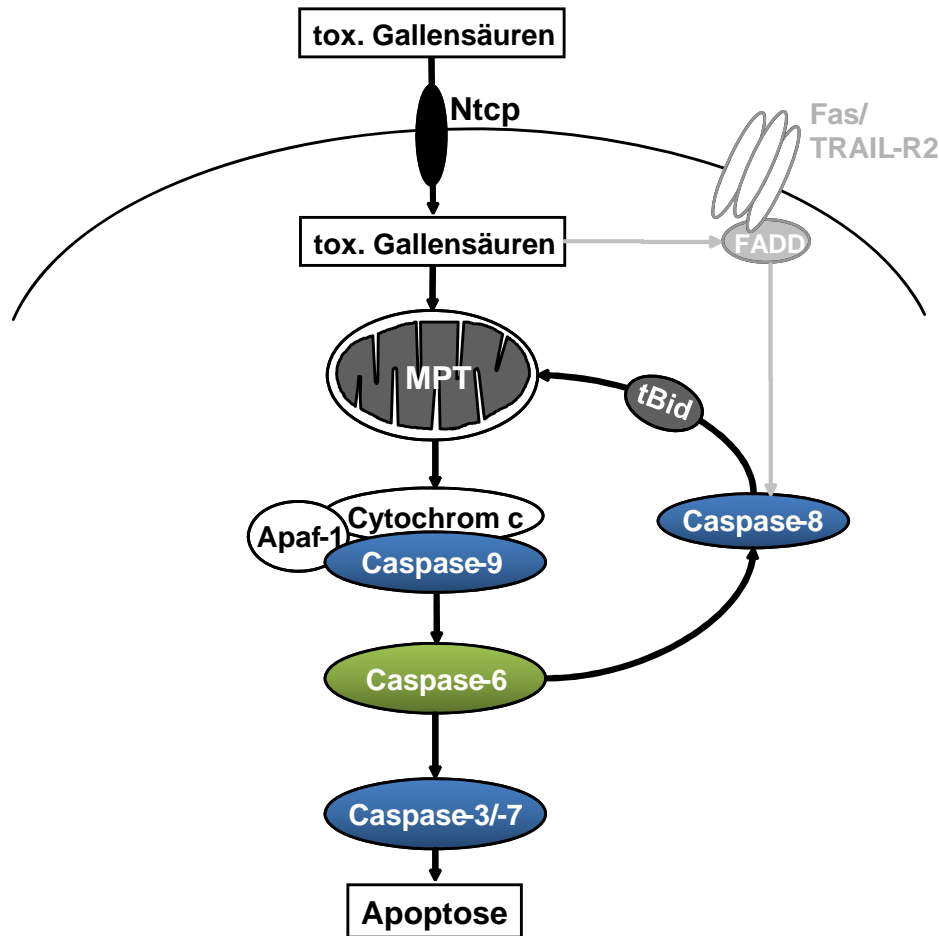 tox. Gallensäuren
Ntcp
Fas/
TRAIL-R2
tox. Gallensäuren
FADD
MPT
tBid
Cytochrom c
Apaf-1
Caspase-8
Caspase-9
Caspase-6
Caspase-3/-7
Apoptose